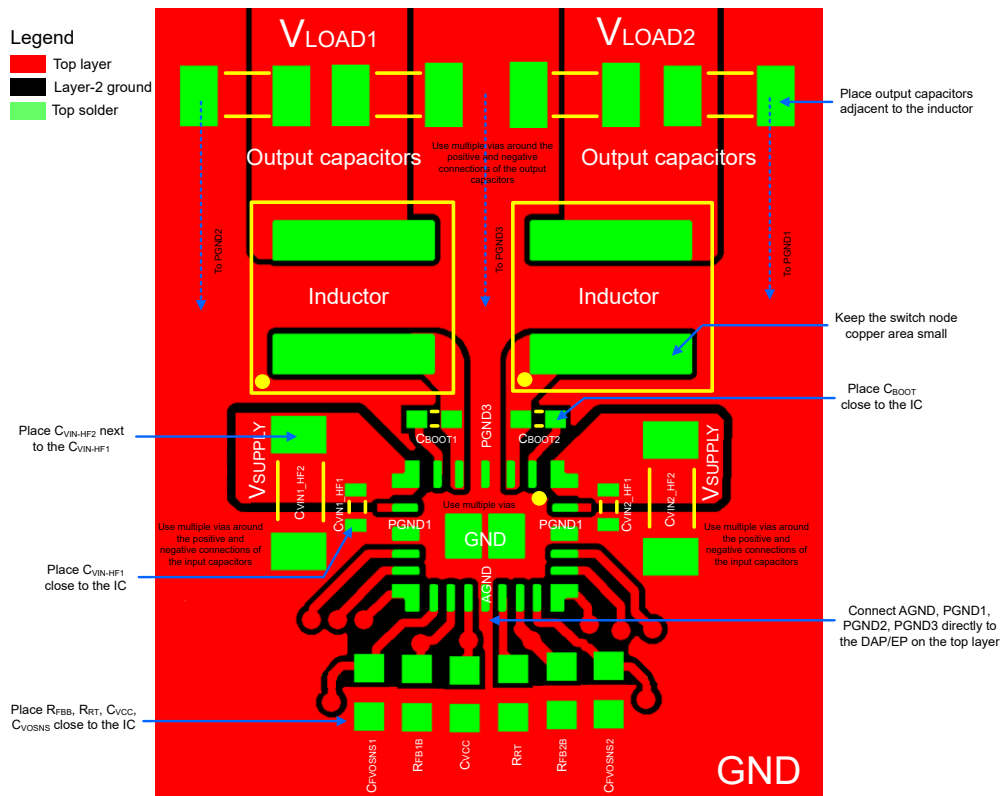 Legend
Top layer
Layer-2 ground
Top solder
VLOAD1
VLOAD2
Place output capacitors
adjacent to the inductor
Output capacitors
Use multiple vias around the
positive and negative
connections of the output
capacitors
Output capacitors
To PGND2
To PGND3
To PGND1
Inductor
Inductor
Keep the switch node
copper area small
Place CBOOT
close to the IC
Place CVIN-HF2 next
to the CVIN-HF1
CBOOT1
PGND3
CBOOT2
VSUPPLY
CVIN1_HF2
CVIN1_HF1
CVIN2_HF1
CVIN2_HF2
VSUPPLY
Use multiple vias
PGND1
PGND1
GND
Use multiple vias around
the positive and
negative connections of
the input capacitors
Use multiple vias around
the positive and
negative connections of
the input capacitors
Place CVIN-HF1
close to the IC
AGND
Connect AGND, PGND1,
PGND2, PGND3 directly to
the DAP/EP on the top layer
Place RFBB, RRT, CVCC,
CVOSNS close to the IC
CFVOSNS1
RFB1B
CVCC
RRT
RFB2B
CFVOSNS2
GND